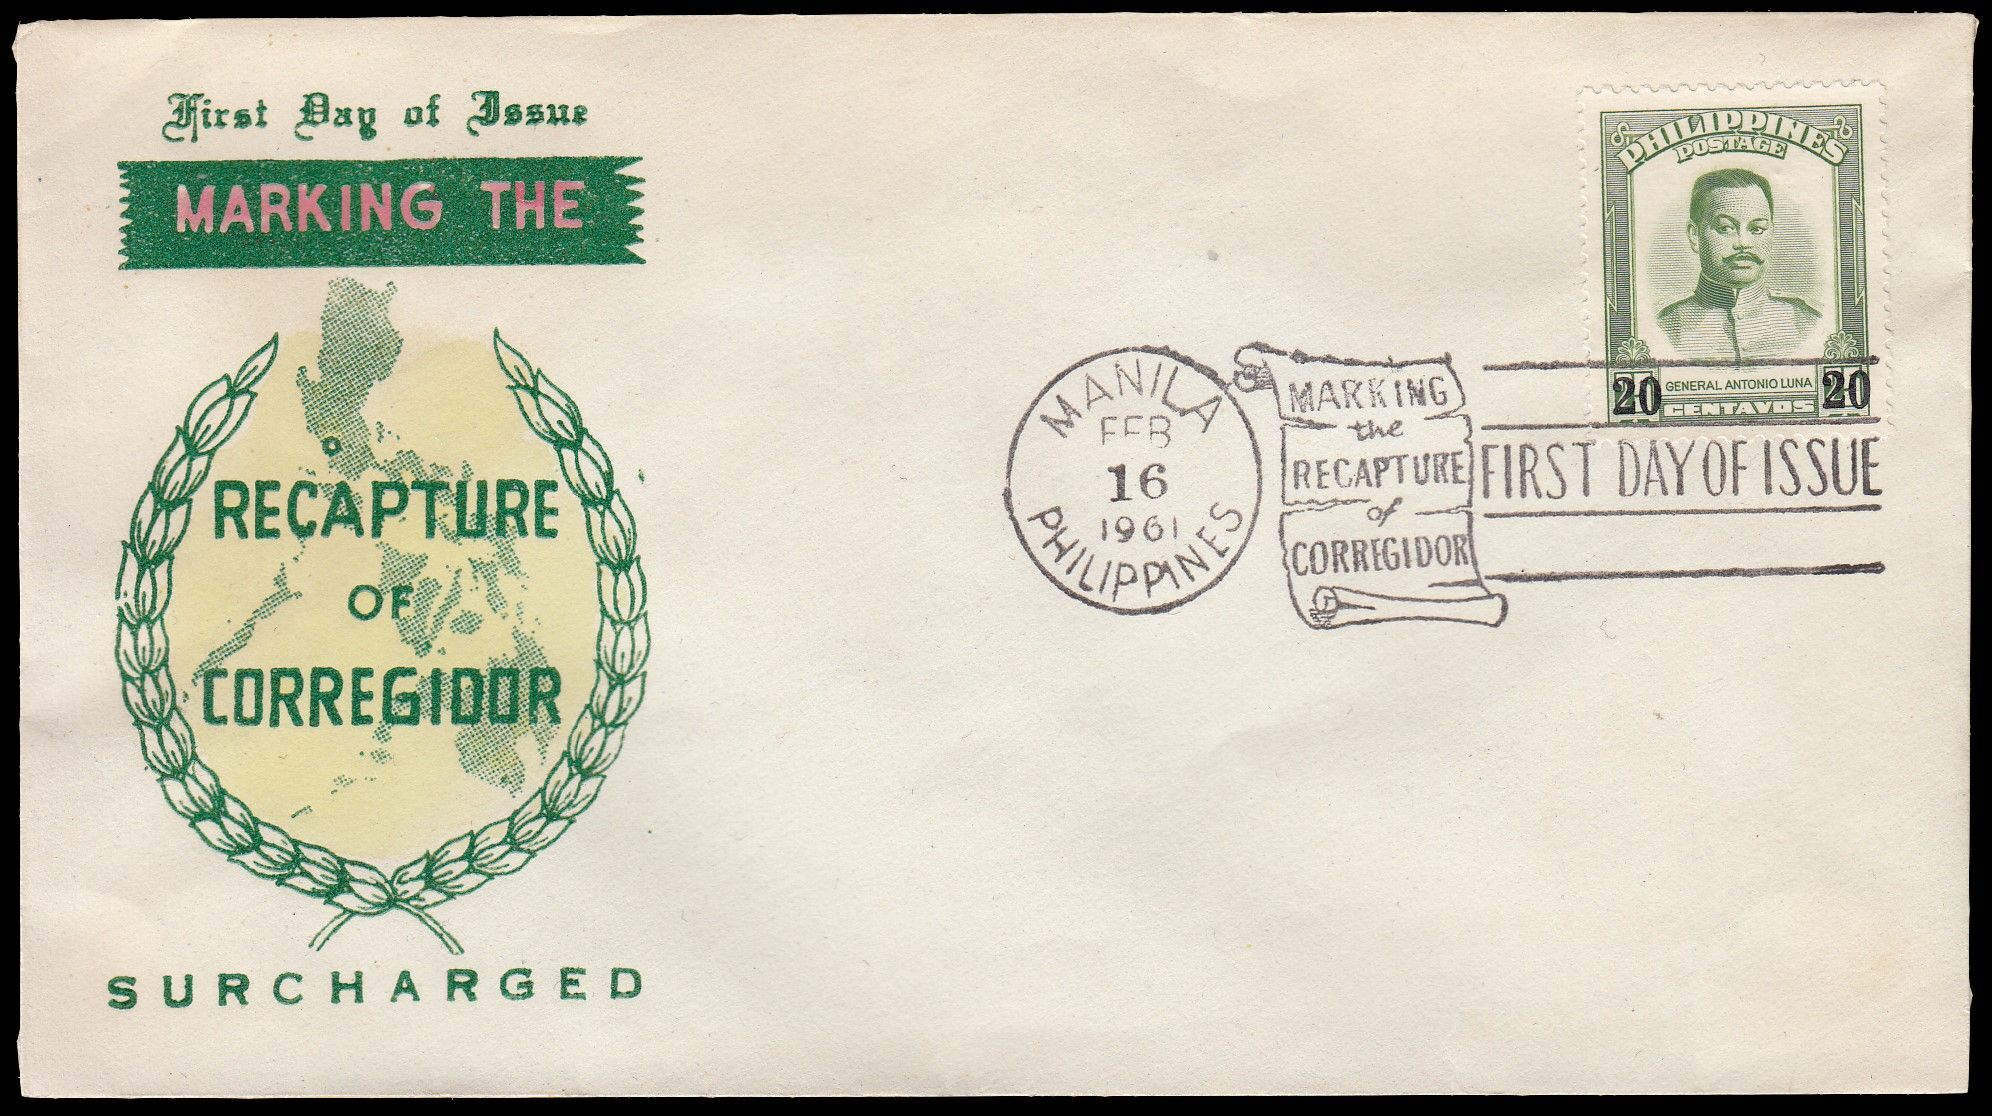 First Day of Issue
MARKING THE
RECAPTURE
OF
CORREGIDOR
SURCHARGED
PHILIPPINES
POSTAGE
20 GENERAL ANTONIO LUNA 20
CENTAVOS
MANILA
FEB
16
1961
PHILIPPINES
MARKING
the
RECAPTURE
of
CORREGIDOR
FIRST DAY OF ISSUE